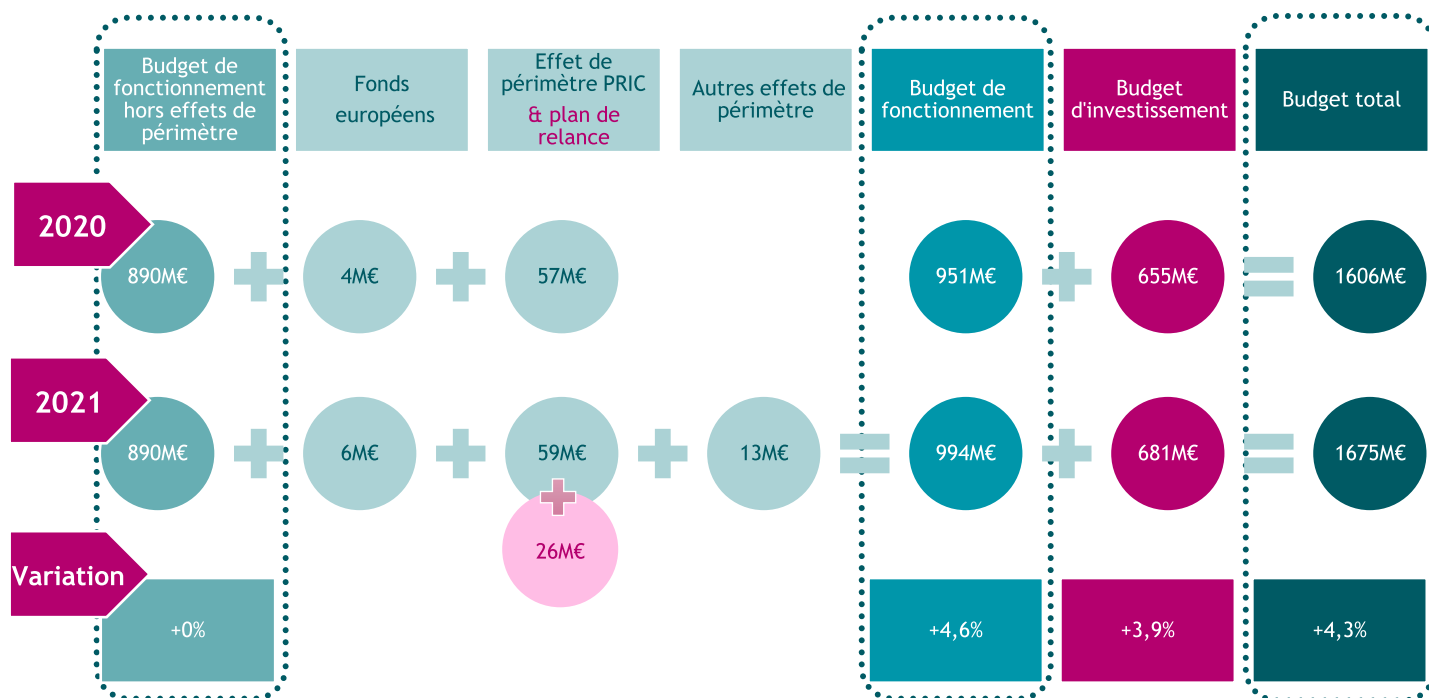 Budget de
fonctionnement
hors effets de
périmètre
Fonds
européens
Effet de
périmètre PRIC
& plan de
relance
Autres effets de
périmètre
Budget de
fonctionnement
Budget
d'investissement
Budget total
2020
890M€
4M€
57M€
951M€
655M€
1606M€
2021
890M€
6M€
59M€
13M€
994M€
681M€
1675M€
26M€
Variation
+0%
+4,6%
+3,9%
+4,3%